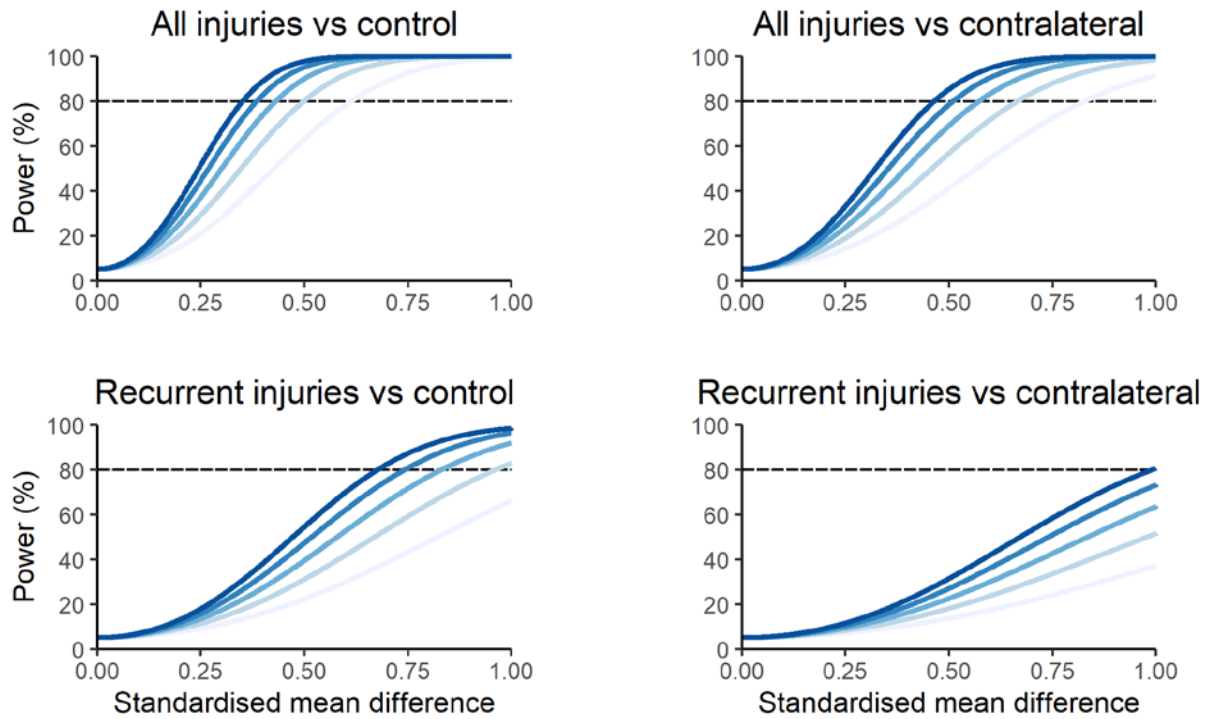 All injuries vs control
100
80
60
40
20
0
Power (%)
0.00 0.25 0.50 0.75 1.00
All injuries vs contralateral
100
80
60
40
20
0
0.00 0.25 0.50 0.75 1.00
Recurrent injuries vs control
100
80
60
40
20
0
Power (%)
0.00 0.25 0.50 0.75 1.00
Standardised mean difference
Recurrent injuries vs contralateral
100
80
60
40
20
0
0.00 0.25 0.50 0.75 1.00
Standardised mean difference